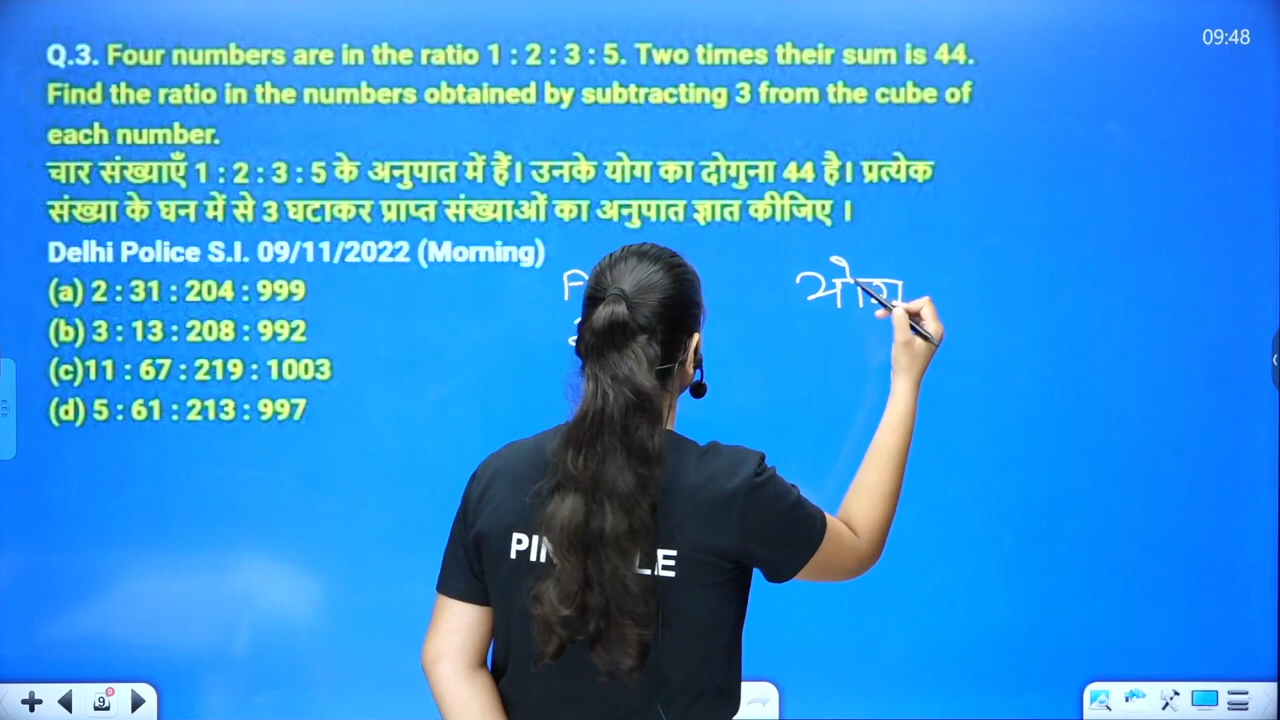 09:48
Q.3. Four numbers are in the ratio 1 : 2 : 3 : 5. Two times their sum is 44.
Find the ratio in the numbers obtained by subtracting 3 from the cube of
each number.
चार संख्याएँ 1 : 2 : 3 : 5 के अनुपात में हैं। उनके योग का दोगुना 44 है। प्रत्येक
संख्या के घन में से 3 घटाकर प्राप्त संख्याओं का अनुपात ज्ञात कीजिए ।
Delhi Police S.I. 09/11/2022 (Morning)
(a) 2 : 31 : 204 : 999
(b) 3 : 13 : 208 : 992
(c)11 : 67 : 219 : 1003
(d) 5 : 61 : 213 : 997
योग